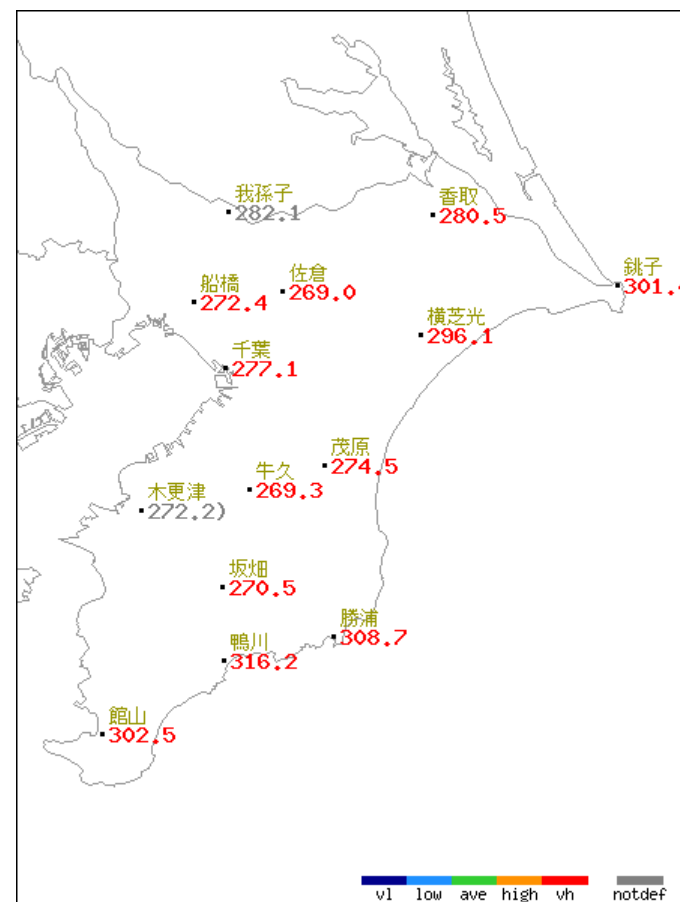 我孫子
282.1
香取
280.5
銚子
301.
船橋
272.4
佐倉
269.0
横芝光
296.1
千葉
277.1
茂原
274.5
牛久
269.3
木更津
272.2)
坂畑
270.5
勝浦
308.7
鴨川
316.2
館山
302.5
vl low ave high vh notdef